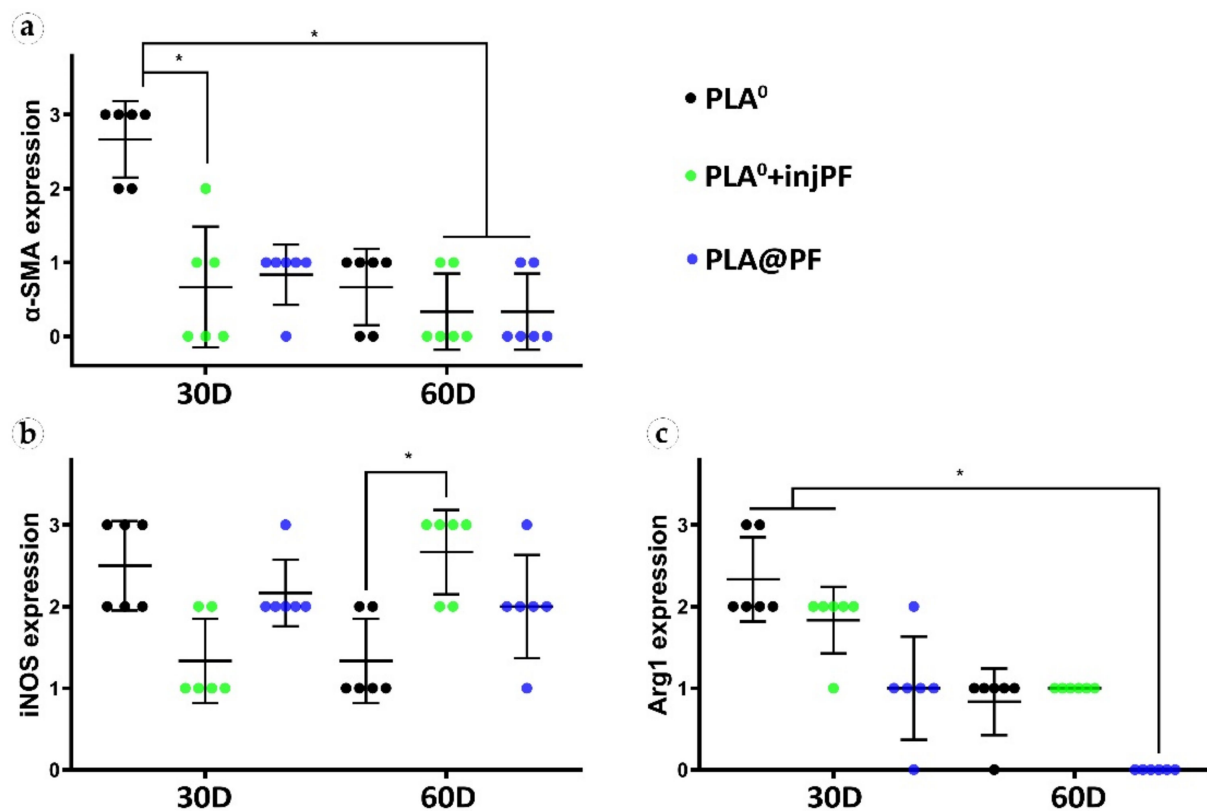 a
*
*
α-SMA expression
3
2
1
0
30D
60D
PLA⁰
PLA⁰+injPF
PLA@PF
b
*
iNOS expression
3
2
1
0
30D
60D
c
*
Arg1 expression
3
2
1
0
30D
60D